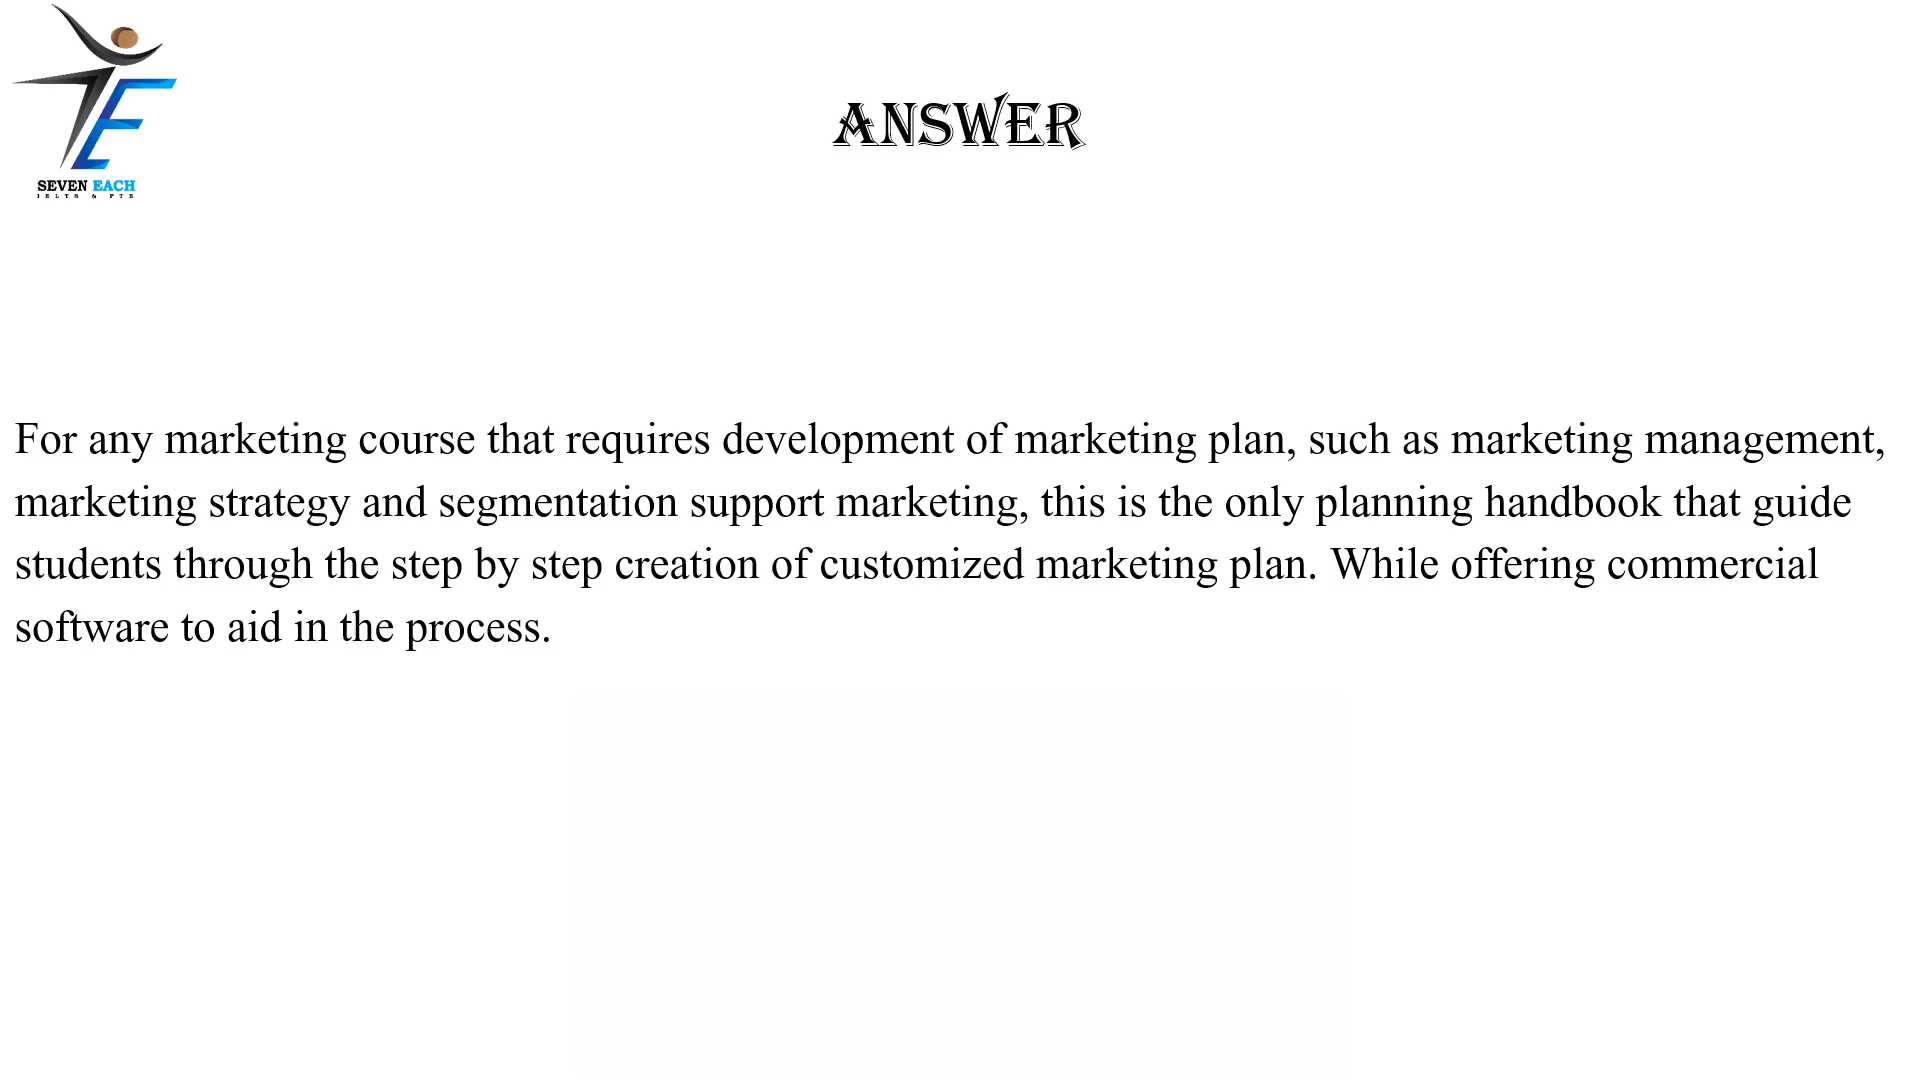 SEVEN EACH
IELTS & PTE
ANSWER
For any marketing course that requires development of marketing plan, such as marketing management,
marketing strategy and segmentation support marketing, this is the only planning handbook that guide
students through the step by step creation of customized marketing plan. While offering commercial
software to aid in the process.